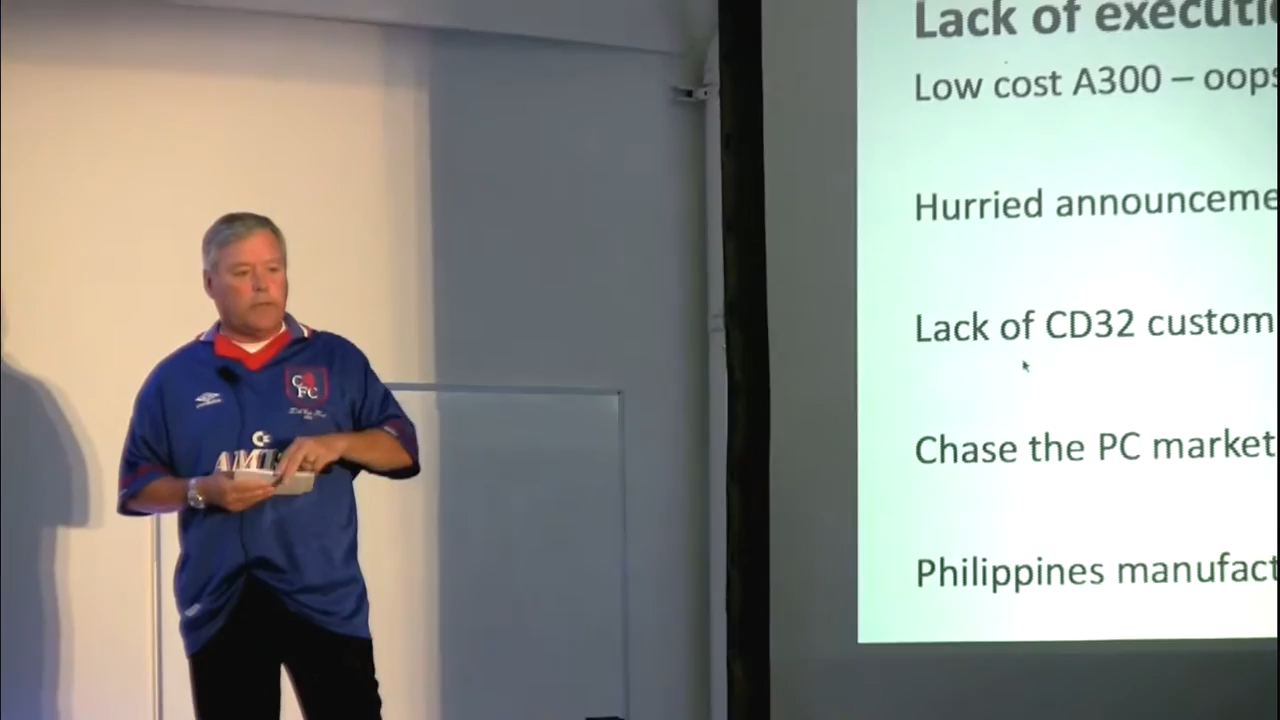 Lack of executi
Low cost A300 – oops
Hurried announceme
Lack of CD32 custom
Chase the PC market
Philippines manufact
CFC
AMI